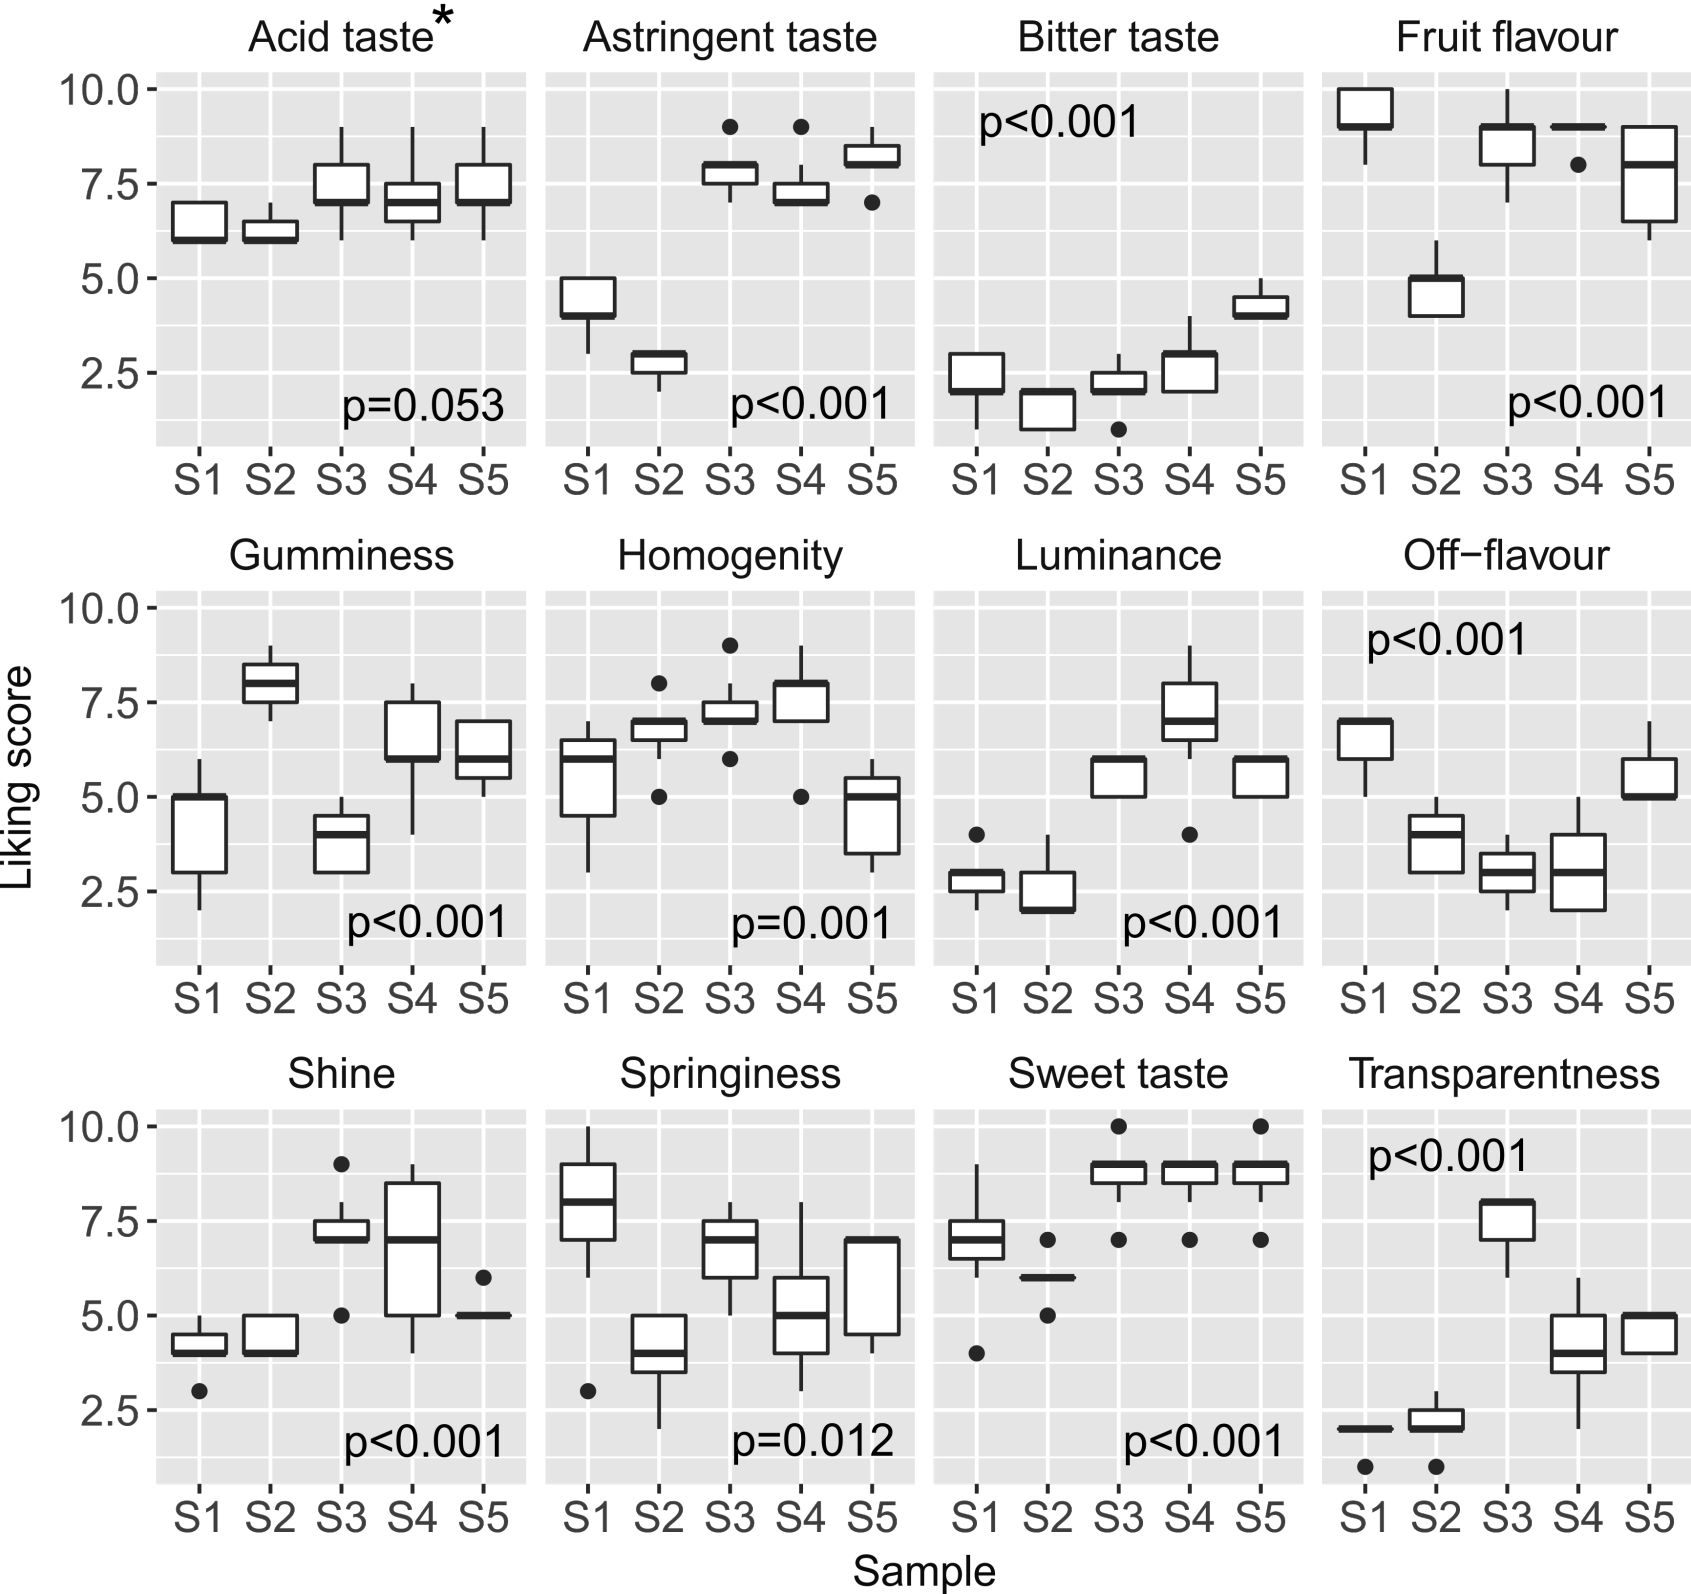 Acid taste* Astringent taste Bitter taste Fruit flavour
10.0
7.5
5.0
2.5
p=0.053 p<0.001 p<0.001 p<0.001
S1 S2 S3 S4 S5 S1 S2 S3 S4 S5 S1 S2 S3 S4 S5 S1 S2 S3 S4 S5
Gumminess Homogenity Luminance Off−flavour
Liking score
10.0
7.5
5.0
2.5
p<0.001 p=0.001 p<0.001 p<0.001
S1 S2 S3 S4 S5 S1 S2 S3 S4 S5 S1 S2 S3 S4 S5 S1 S2 S3 S4 S5
Shine Springiness Sweet taste Transparentness
10.0
7.5
5.0
2.5
p<0.001 p=0.012 p<0.001 p<0.001
S1 S2 S3 S4 S5 S1 S2 S3 S4 S5 S1 S2 S3 S4 S5 S1 S2 S3 S4 S5
Sample